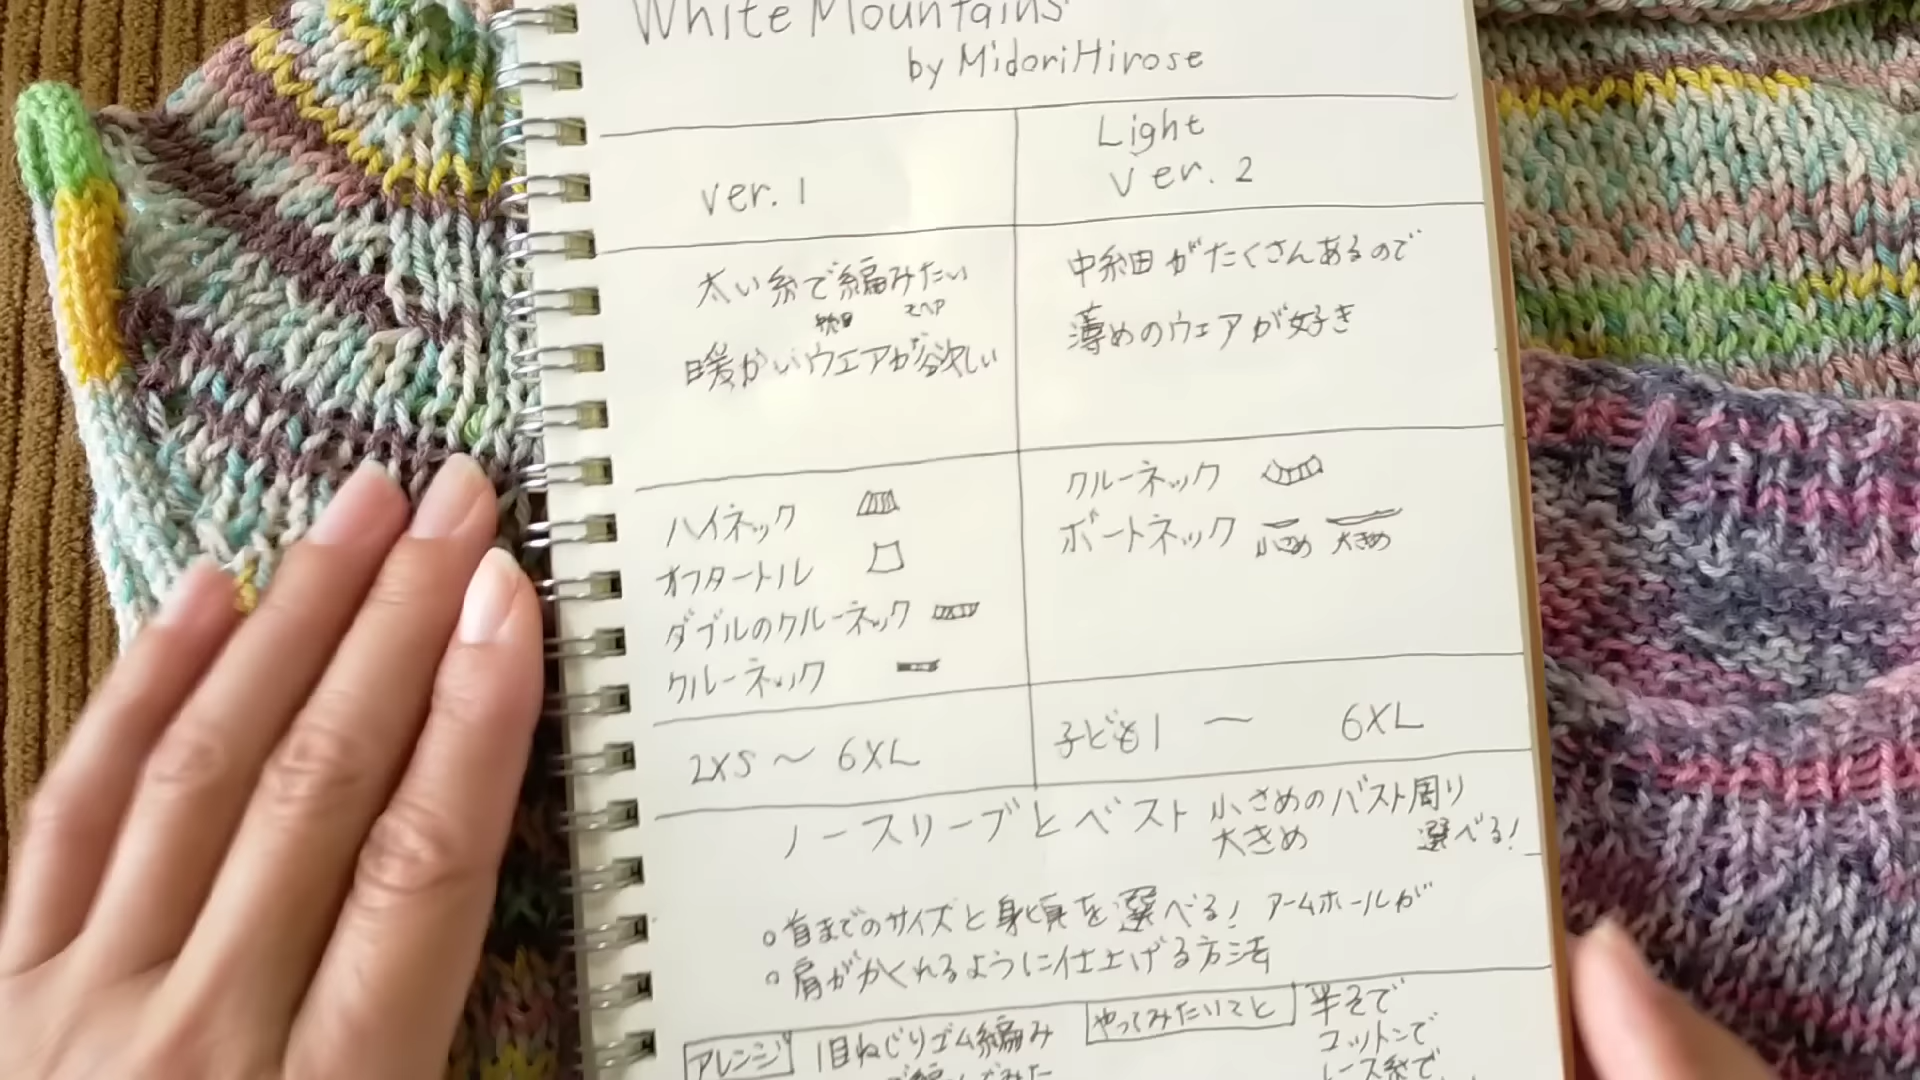 White Mountains
by MidoriHirose
ver. 1
Light
ver. 2
太い糸で編みたい
モヘア
暖かいウエアが欲しい
中細がたくさんあるので
薄めのウェアが好き
ハイネック
オフタートル
ダブルのクルーネック
クルーネック
クルーネック
ボートネック 小さめ 大きめ
2XS 〜 6XL
子ども1 〜 6XL
ノースリーブとベスト 小さめのバスト周り
大きめ 選べる!
○首までのサイズと身頃を選べる! アームホールが
○肩がかくれるように仕上げる方法
アレンジ 1目ねじりゴム編み
やってみたいこと 半そで
コットンで
レース糸で